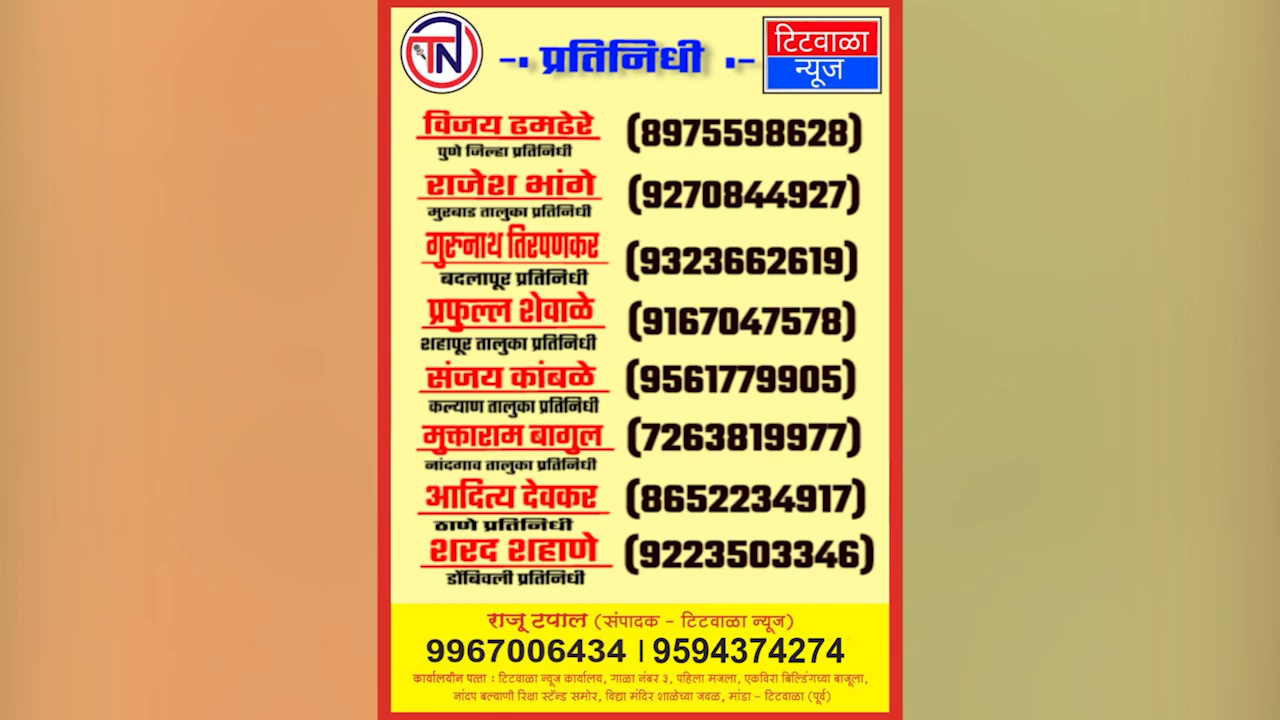 TN
-: प्रतिनिधी :-
टिटवाळा
न्यूज
विजय ढमढेरे (8975598628)
पुणे जिल्हा प्रतिनिधी
राजेश भांगे (9270844927)
मुरबाड तालुका प्रतिनिधी
गुरुनाथ तिरपणकर (9323662619)
बदलापूर प्रतिनिधी
प्रफुल्ल शेवाळे (9167047578)
शहापूर तालुका प्रतिनिधी
संजय कांबळे (9561779905)
कल्याण तालुका प्रतिनिधी
मुक्ताराम बागुल (7263819977)
नांदगाव तालुका प्रतिनिधी
आदित्य देवकर (8652234917)
ठाणे प्रतिनिधी
शरद शहाणे (9223503346)
डोंबिवली प्रतिनिधी
राजू टपाल (संपादक - टिटवाळा न्यूज)
9967006434 | 9594374274
कार्यालयीन पत्ता : टिटवाळा न्यूज कार्यालय, गाळा नंबर ३, पहिला मजला, एकविरा बिल्डिंगच्या बाजूला,
नांदप बल्याणी रिक्षा स्टॅन्ड समोर, विद्या मंदिर शाळेच्या जवळ, मांडा - टिटवाळा (पूर्व)